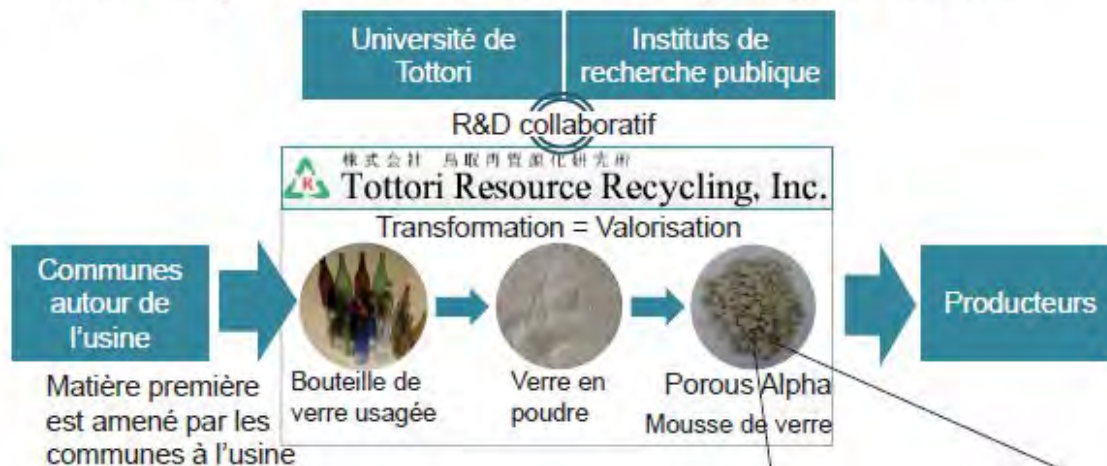 Université de
Tottori
Instituts de
recherche publique
R&D collaboratif
株式会社 鳥取再資源化研究所
R
Tottori Resource Recycling, Inc.
Transformation = Valorisation
Communes
autour de
l'usine
Matière première
est amené par les
communes à l'usine
Bouteille de
verre usagée
Verre en
poudre
Porous Alpha
Mousse de verre
Producteurs